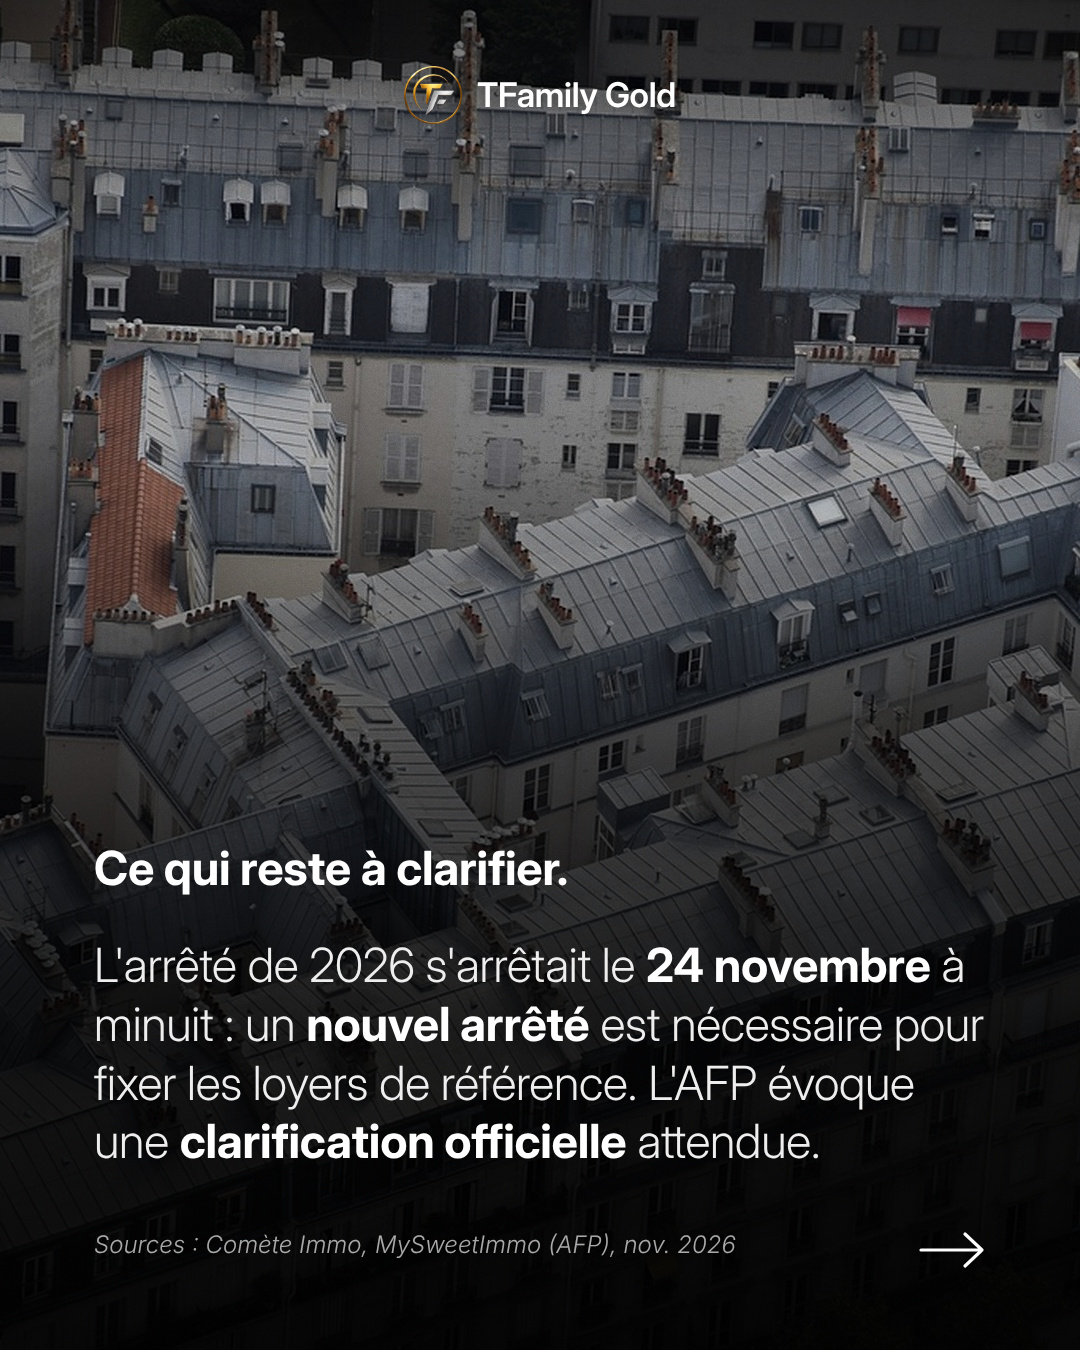 TFamily Gold
Ce qui reste à clarifier.
L'arrêté de 2026 s'arrêtait le 24 novembre à
minuit : un nouvel arrêté est nécessaire pour
fixer les loyers de référence. L'AFP évoque
une clarification officielle attendue.
Sources : Comète Immo, MySweetImmo (AFP), nov. 2026